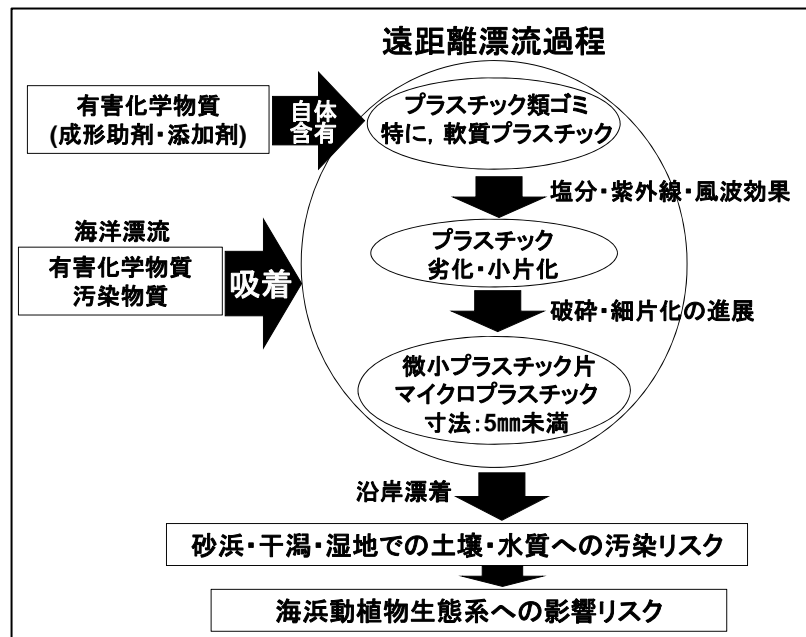 遠距離漂流過程
有害化学物質
(成形助剤・添加剤)
自体
含有
プラスチック類ゴミ
特に，軟質プラスチック
塩分・紫外線・風波効果
海洋漂流
有害化学物質
汚染物質
吸着
プラスチック
劣化・小片化
破砕・細片化の進展
微小プラスチック片
マイクロプラスチック
寸法：5㎜未満
沿岸漂着
砂浜・干潟・湿地での土壌・水質への汚染リスク
海浜動植物生態系への影響リスク